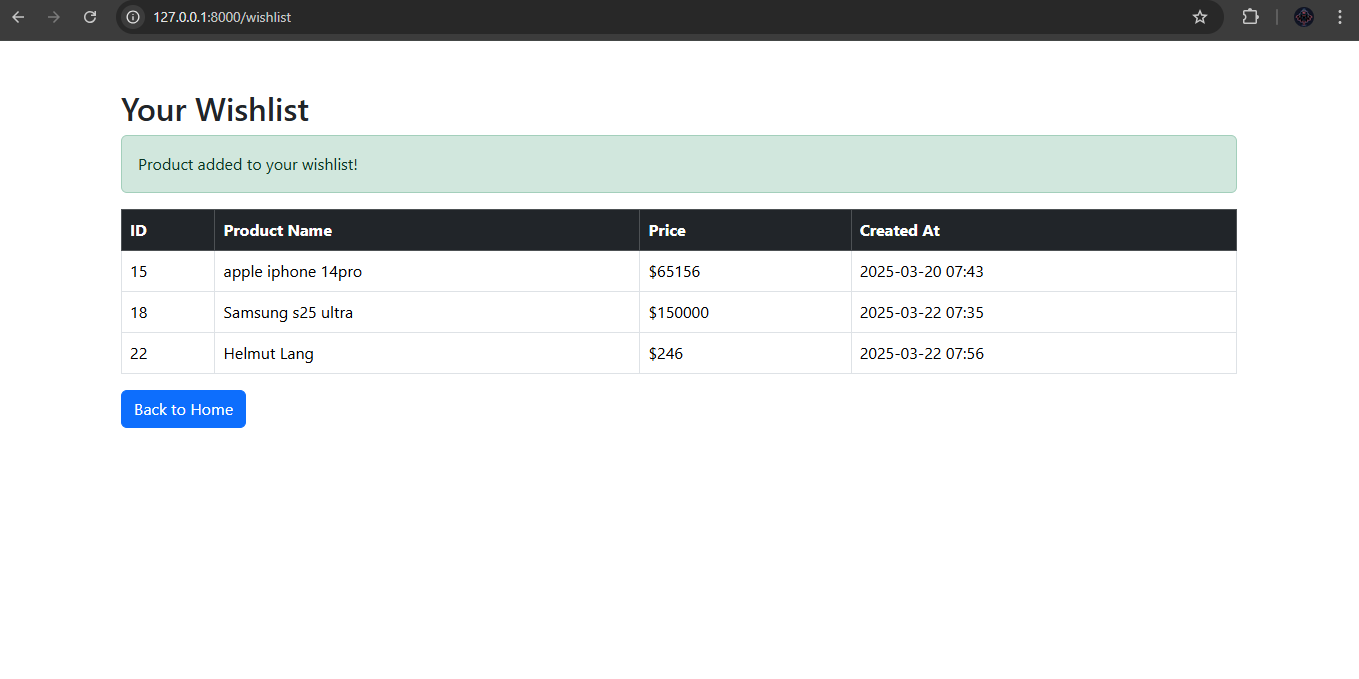 127.0.0.1:8000/wishlist
Your Wishlist
Product added to your wishlist!
ID Product Name Price Created At
15 apple iphone 14pro $65156 2025-03-20 07:43
18 Samsung s25 ultra $150000 2025-03-22 07:35
22 Helmut Lang $246 2025-03-22 07:56
Back to Home